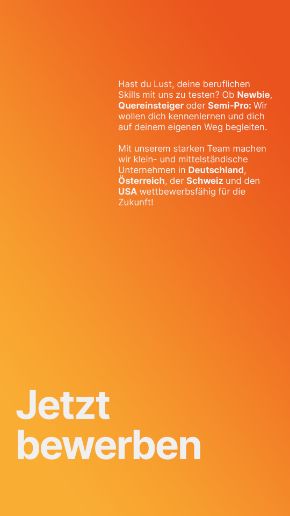 Hast du Lust, deine beruflichen
Skills mit uns zu testen? Ob Newbie,
Quereinsteiger oder Semi-Pro: Wir
wollen dich kennenlernen und dich
auf deinem eigenen Weg begleiten.
Mit unserem starken Team machen
wir klein- und mittelständische
Unternehmen in Deutschland,
Österreich, der Schweiz und den
USA wettbewerbsfähig für die
Zukunft!
Jetzt
bewerben